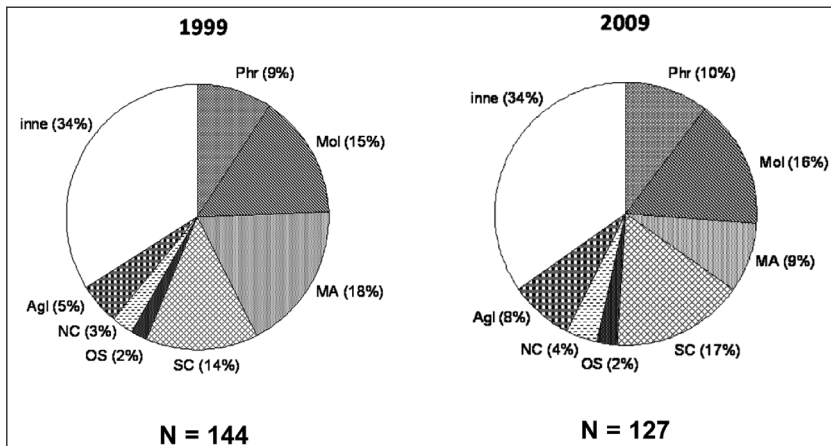 1999
Phr (9%)
Mol (15%)
MA (18%)
SC (14%)
OS (2%)
NC (3%)
Agl (5%)
inne (34%)
N = 144
2009
Phr (10%)
Mol (16%)
MA (9%)
SC (17%)
OS (2%)
NC (4%)
Agl (8%)
inne (34%)
N = 127